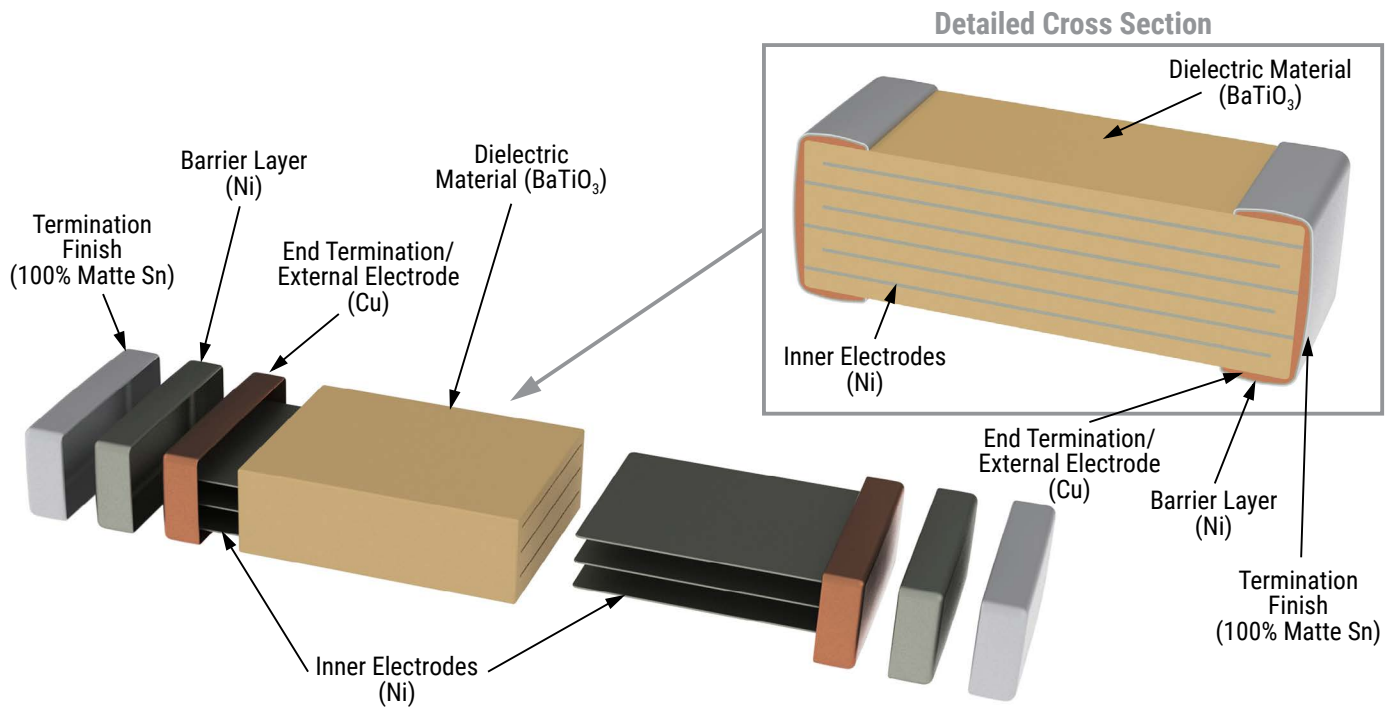 Detailed Cross Section
Dielectric Material
(BaTiO₃)
Inner Electrodes
(Ni)
End Termination/
External Electrode
(Cu)
Barrier Layer
(Ni)
Termination
Finish
(100% Matte Sn)
Termination
Finish
(100% Matte Sn)
Barrier Layer
(Ni)
End Termination/
External Electrode
(Cu)
Dielectric
Material (BaTiO₃)
Inner Electrodes
(Ni)